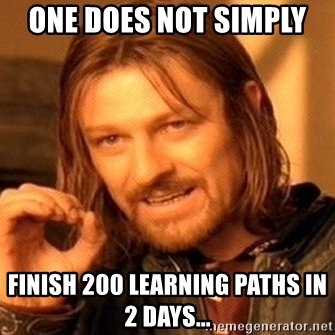 ONE DOES NOT SIMPLY
FINISH 200 LEARNING PATHS IN
2 DAYS...
memegenerator.net